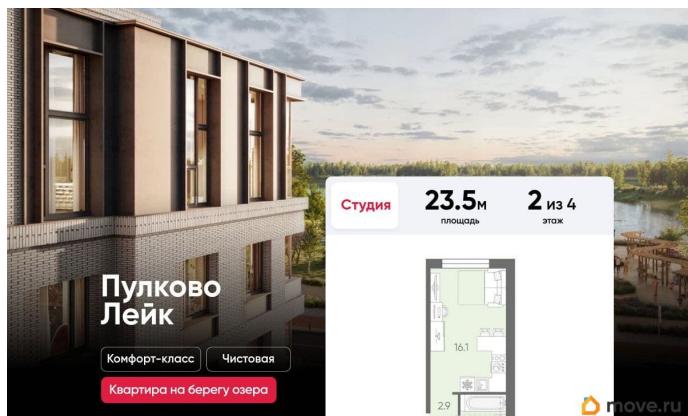 Студия
23.5м
площадь
2 из 4
этаж
Пулково
Лейк
Комфорт-класс
Чистовая
Квартира на берегу озера
16.1
2.9
move.ru